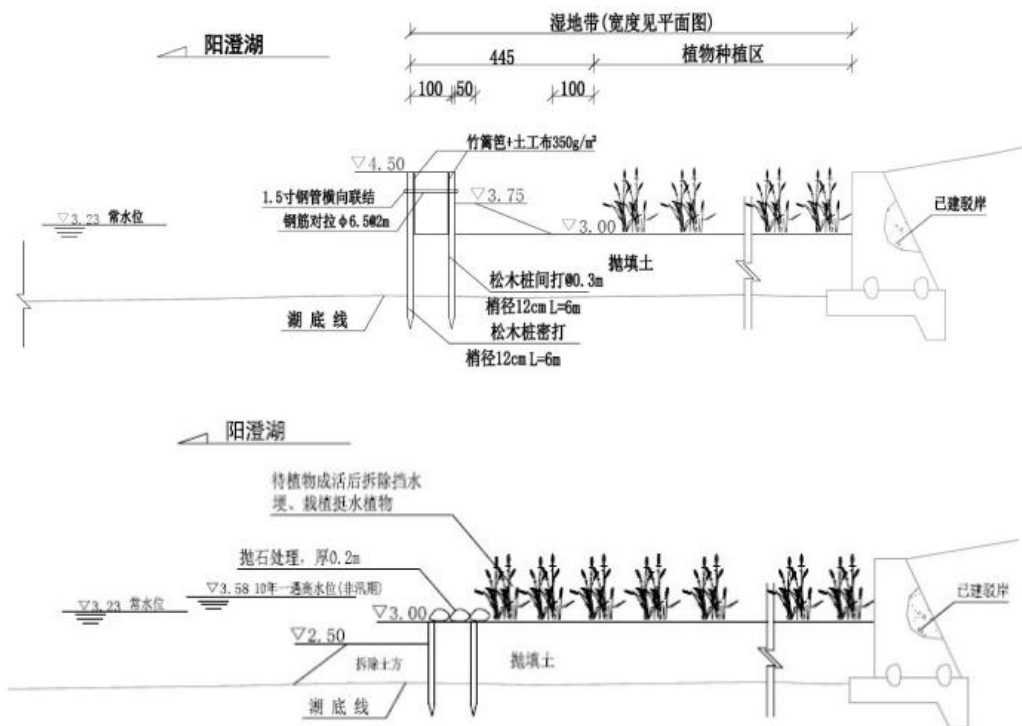 湿地带(宽度见平面图)
阳澄湖
445
植物种植区
100
50
100
竹篱笆+土工布350g/m²
▽4.50
1.5寸钢管横向联结
▽3.75
钢筋对拉φ6.5@2m
▽3.23 常水位
▽3.00
已建驳岸
抛填土
松木桩间打@0.3m
梢径12cm L=6m
湖底线
松木桩密打
梢径12cm L=6m
阳澄湖
待植物成活后拆除挡水
埂、栽植挺水植物
抛石处理，厚0.2m
▽3.58 10年一遇高水位(非汛期)
▽3.23 常水位
▽3.00
已建驳岸
▽2.50
拆除土方
抛填土
湖底线